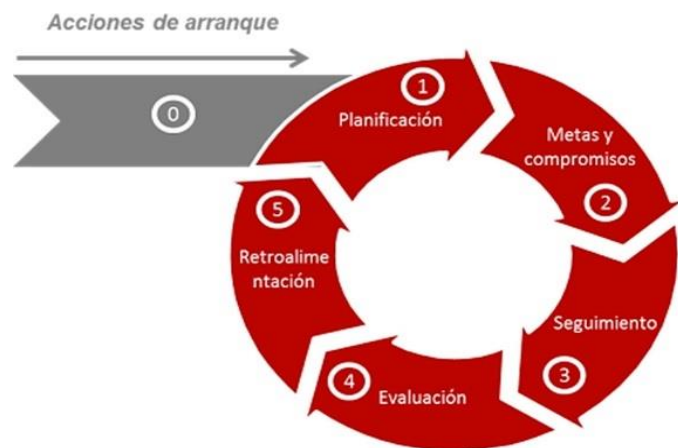 Acciones de arranque
0
1
Planificación
Metas y
compromisos
2
Seguimiento
3
Evaluación
4
5
Retroalime
ntación